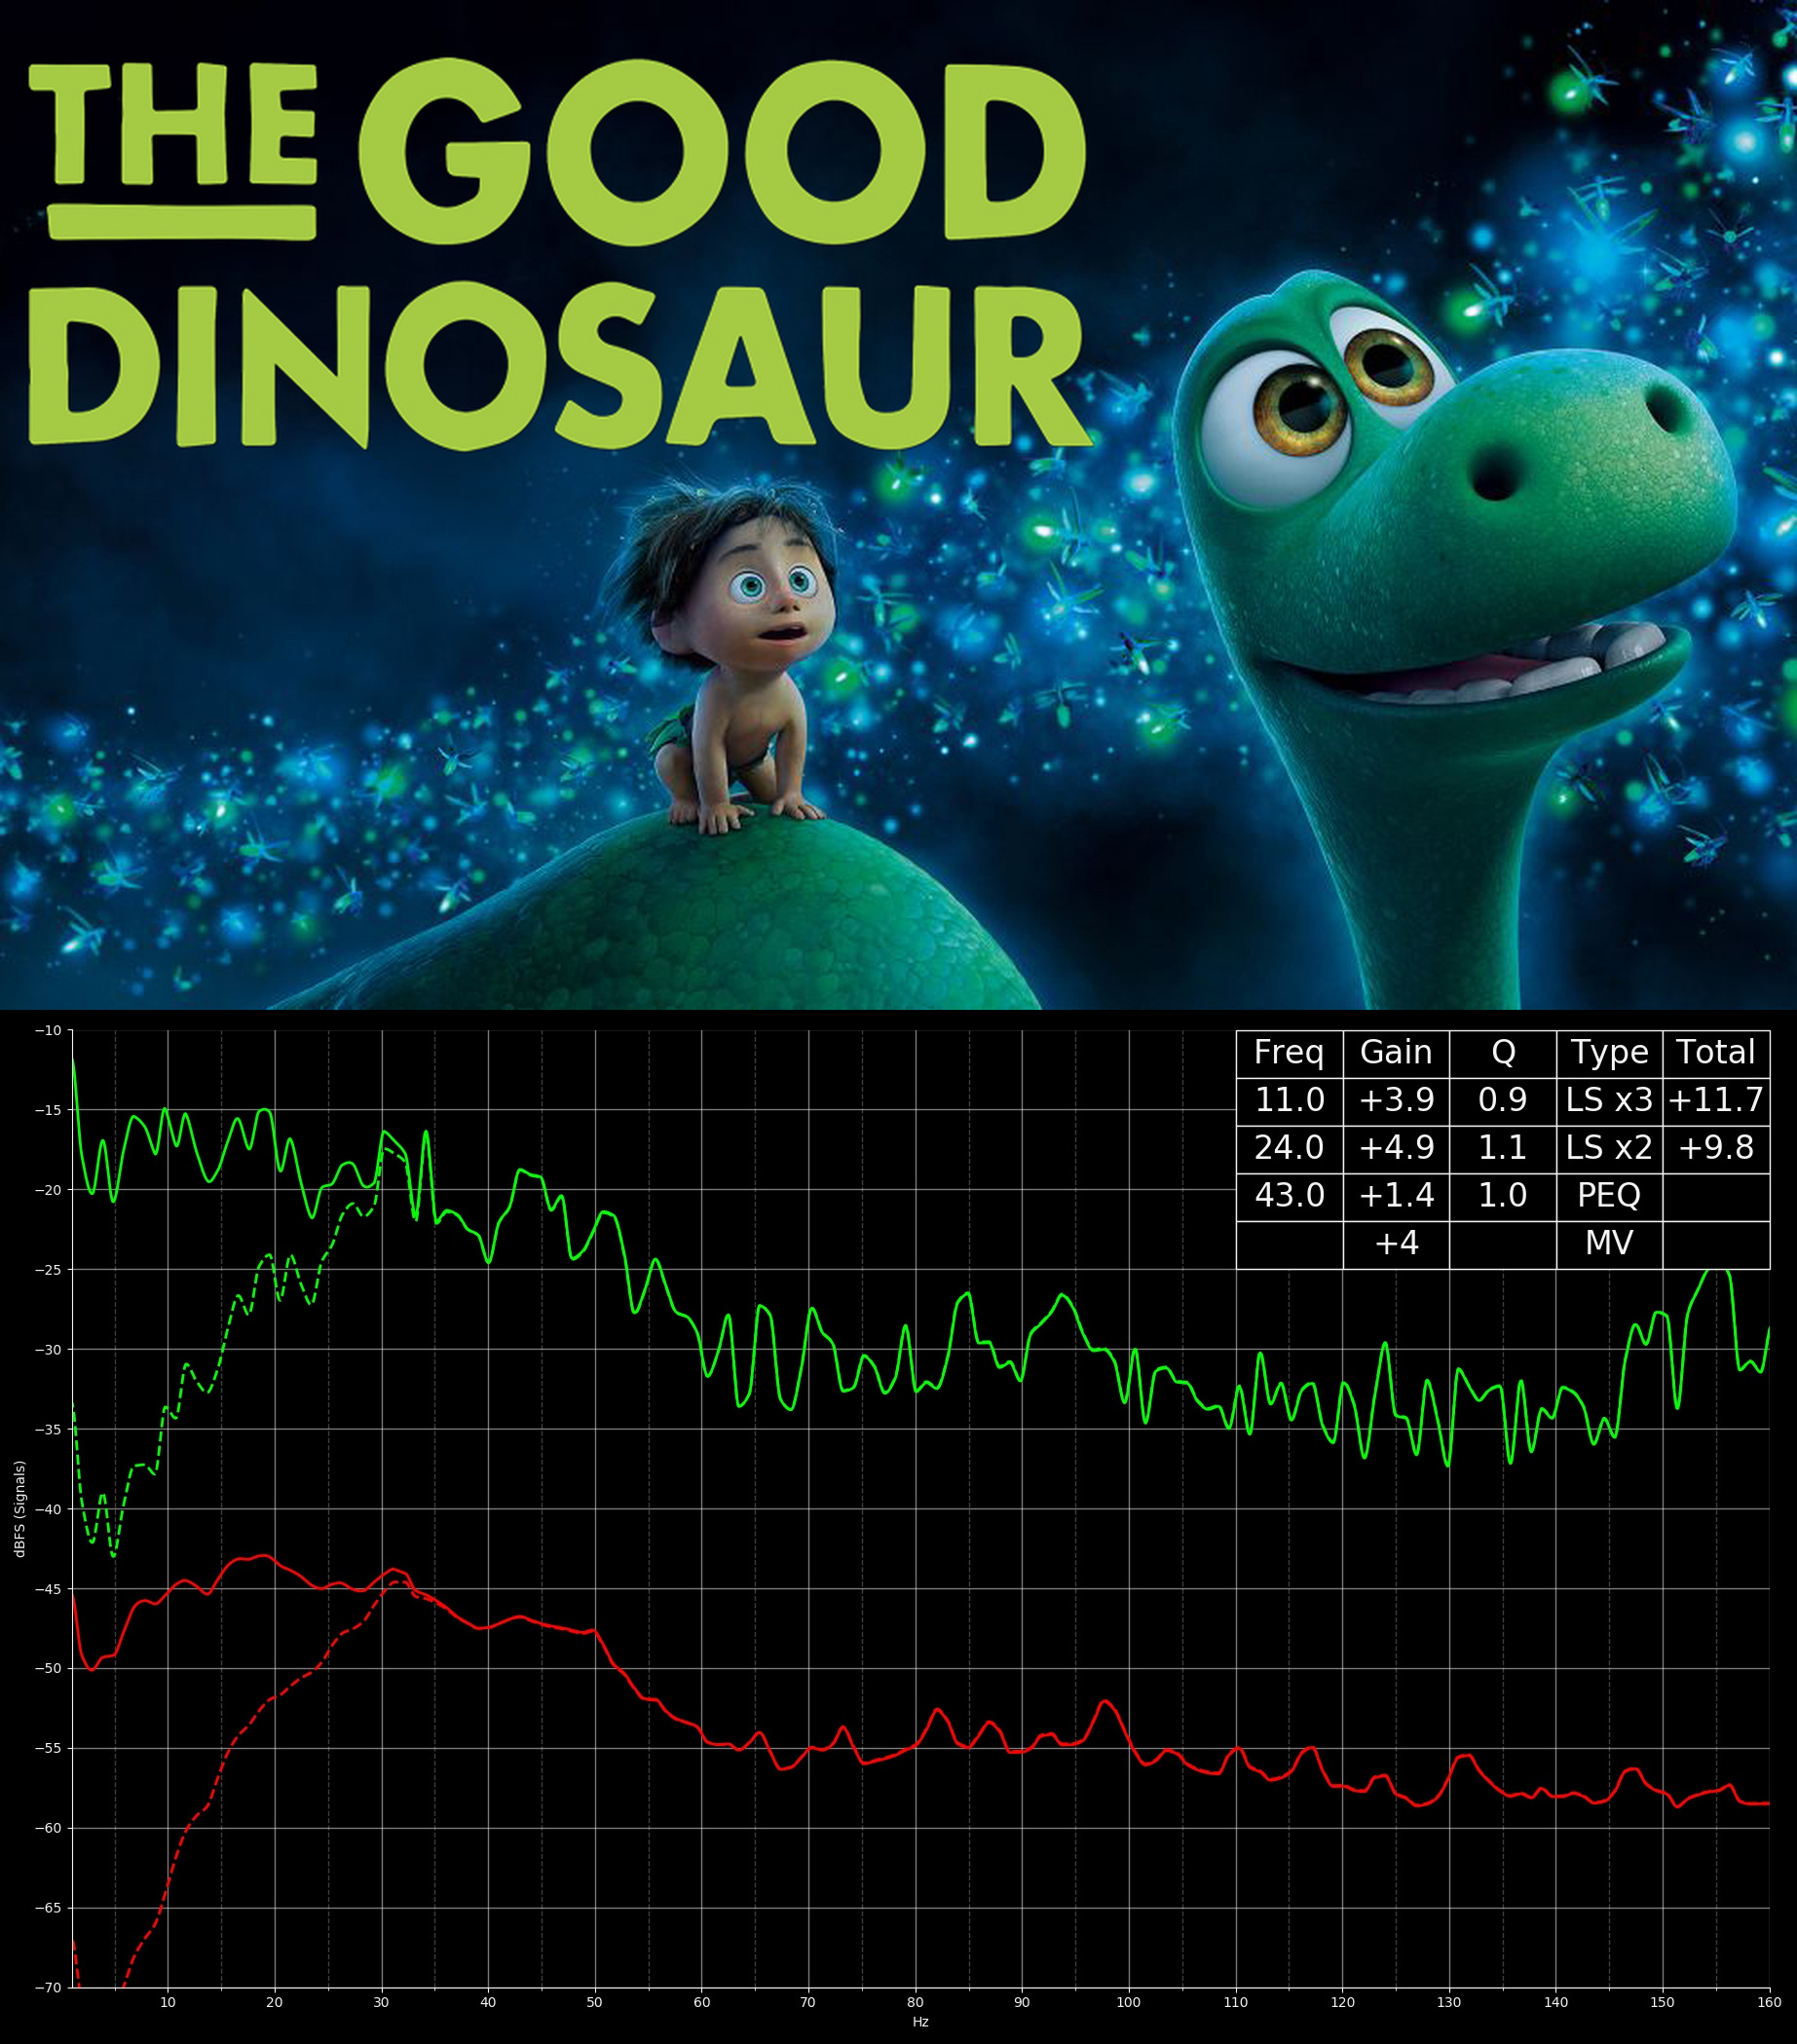 THE GOOD
DINOSAUR
Freq Gain Q Type Total
11.0 +3.9 0.9 LS x3 +11.7
24.0 +4.9 1.1 LS x2 +9.8
43.0 +1.4 1.0 PEQ
+4 MV
−10
−15
−20
−25
−30
−35
−40
−45
−50
−55
−60
−65
−70
dBFS (Signals)
10 20 30 40 50 60 70 80 90 100 110 120 130 140 150 160
Hz